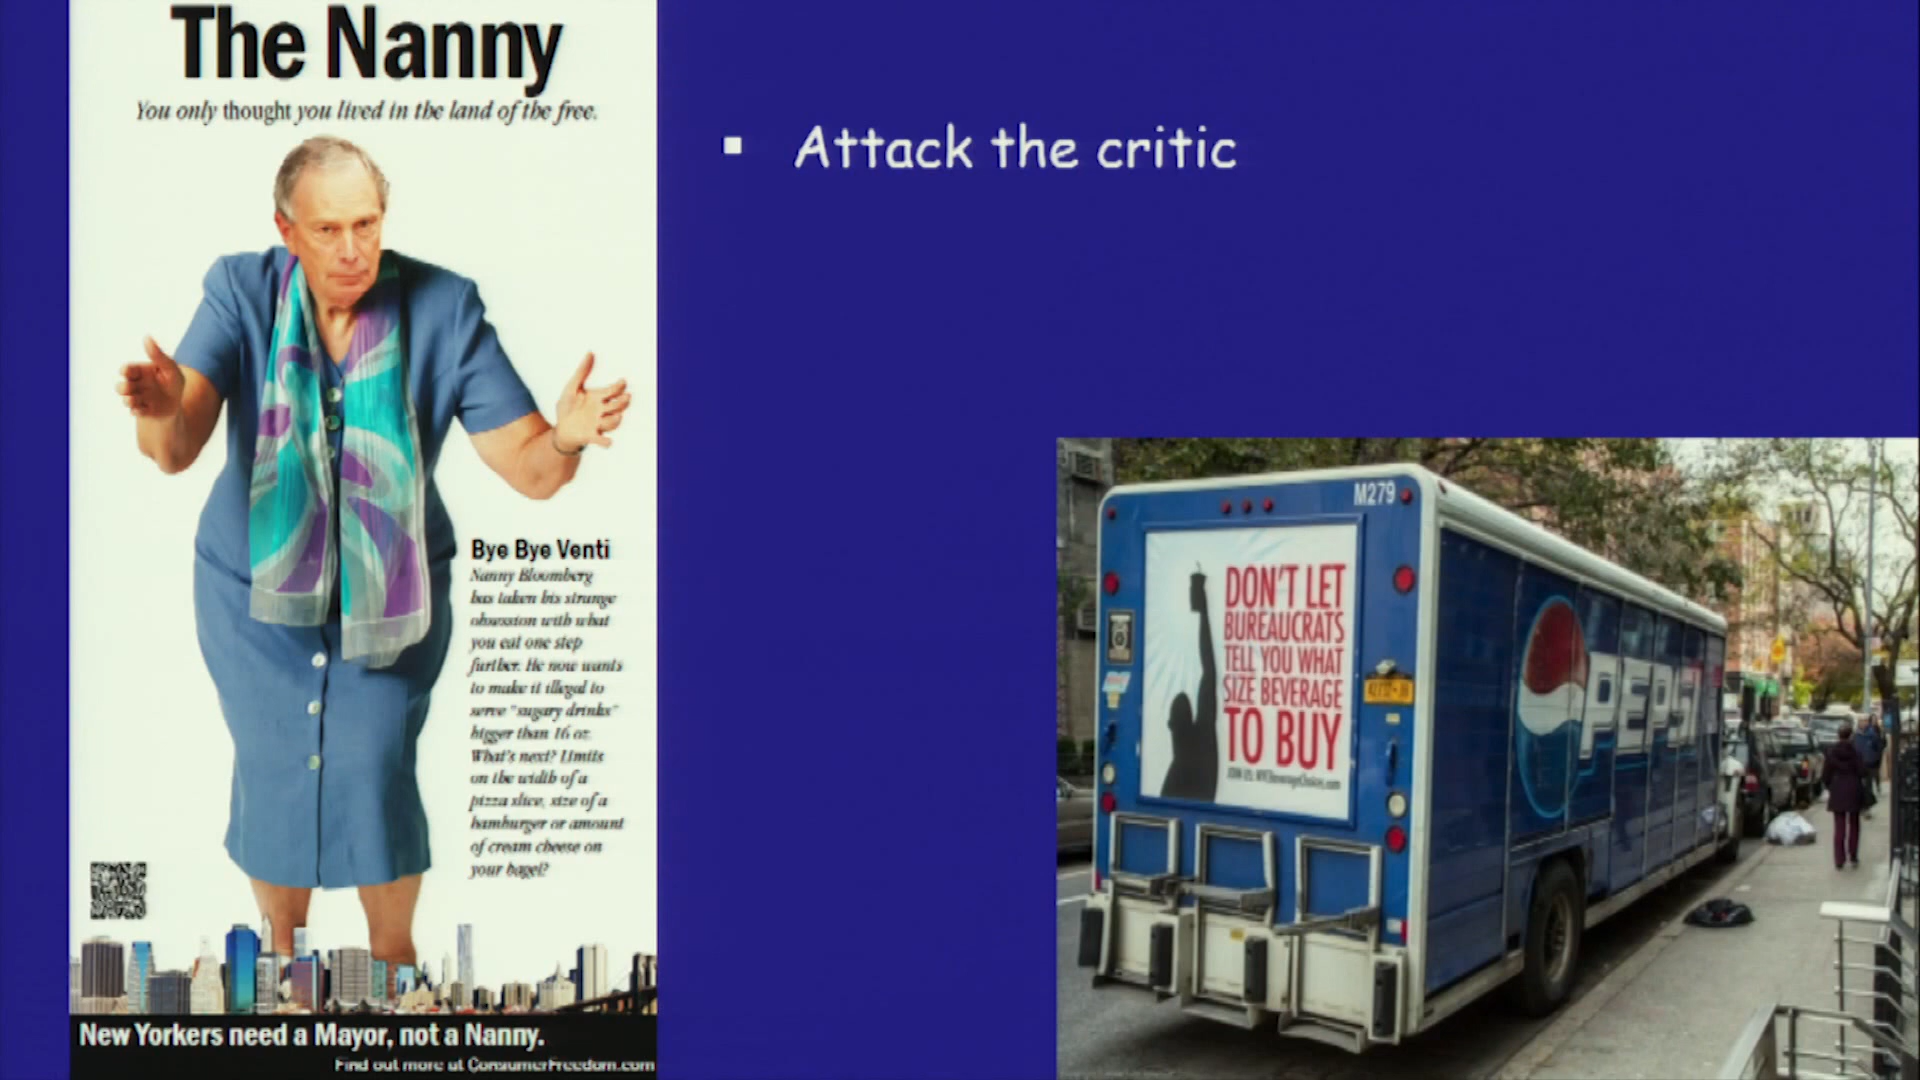 The Nanny
You only thought you lived in the land of the free.
Bye Bye Venti
Nanny Bloomberg
has taken his strange
obsession with what
you eat one step
further. He now wants
to make it illegal to
serve "sugary drinks"
bigger than 16 oz.
What's next? Limits
on the width of a
pizza slice, size of a
hamburger or amount
of cream cheese on
your bagel?
New Yorkers need a Mayor, not a Nanny.
Find out more at ConsumerFreedom.com
▪ Attack the critic
M279
DON'T LET
BUREAUCRATS
TELL YOU WHAT
SIZE BEVERAGE
TO BUY
JOIN US: NYCBeverageChoices.com
PEPSI